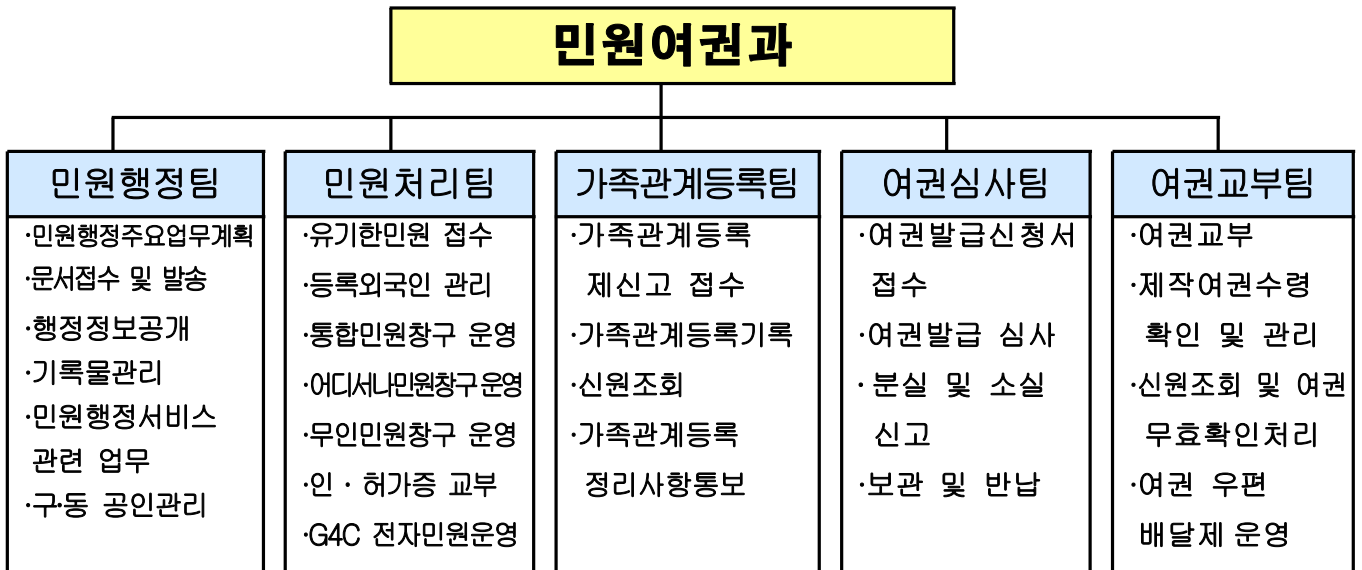 민원여권과
민원행정팀
·민원행정주요업무계획
·문서접수 및 발송
·행정정보공개
·기록물관리
·민원행정서비스
관련 업무
·구·동 공인관리
민원처리팀
·유기한민원 접수
·등록외국인 관리
·통합민원창구 운영
·어디서나민원창구 운영
·무인민원창구 운영
·인 · 허가증 교부
·G4C 전자민원운영
가족관계등록팀
·가족관계등록
제신고 접수
·가족관계등록기록
·신원조회
·가족관계등록
정리사항통보
여권심사팀
·여권발급신청서
접수
·여권발급 심사
· 분실 및 소실
신고
·보관 및 반납
여권교부팀
·여권교부
·제작여권수령
확인 및 관리
·신원조회 및 여권
무효확인처리
·여권 우편
배달제 운영